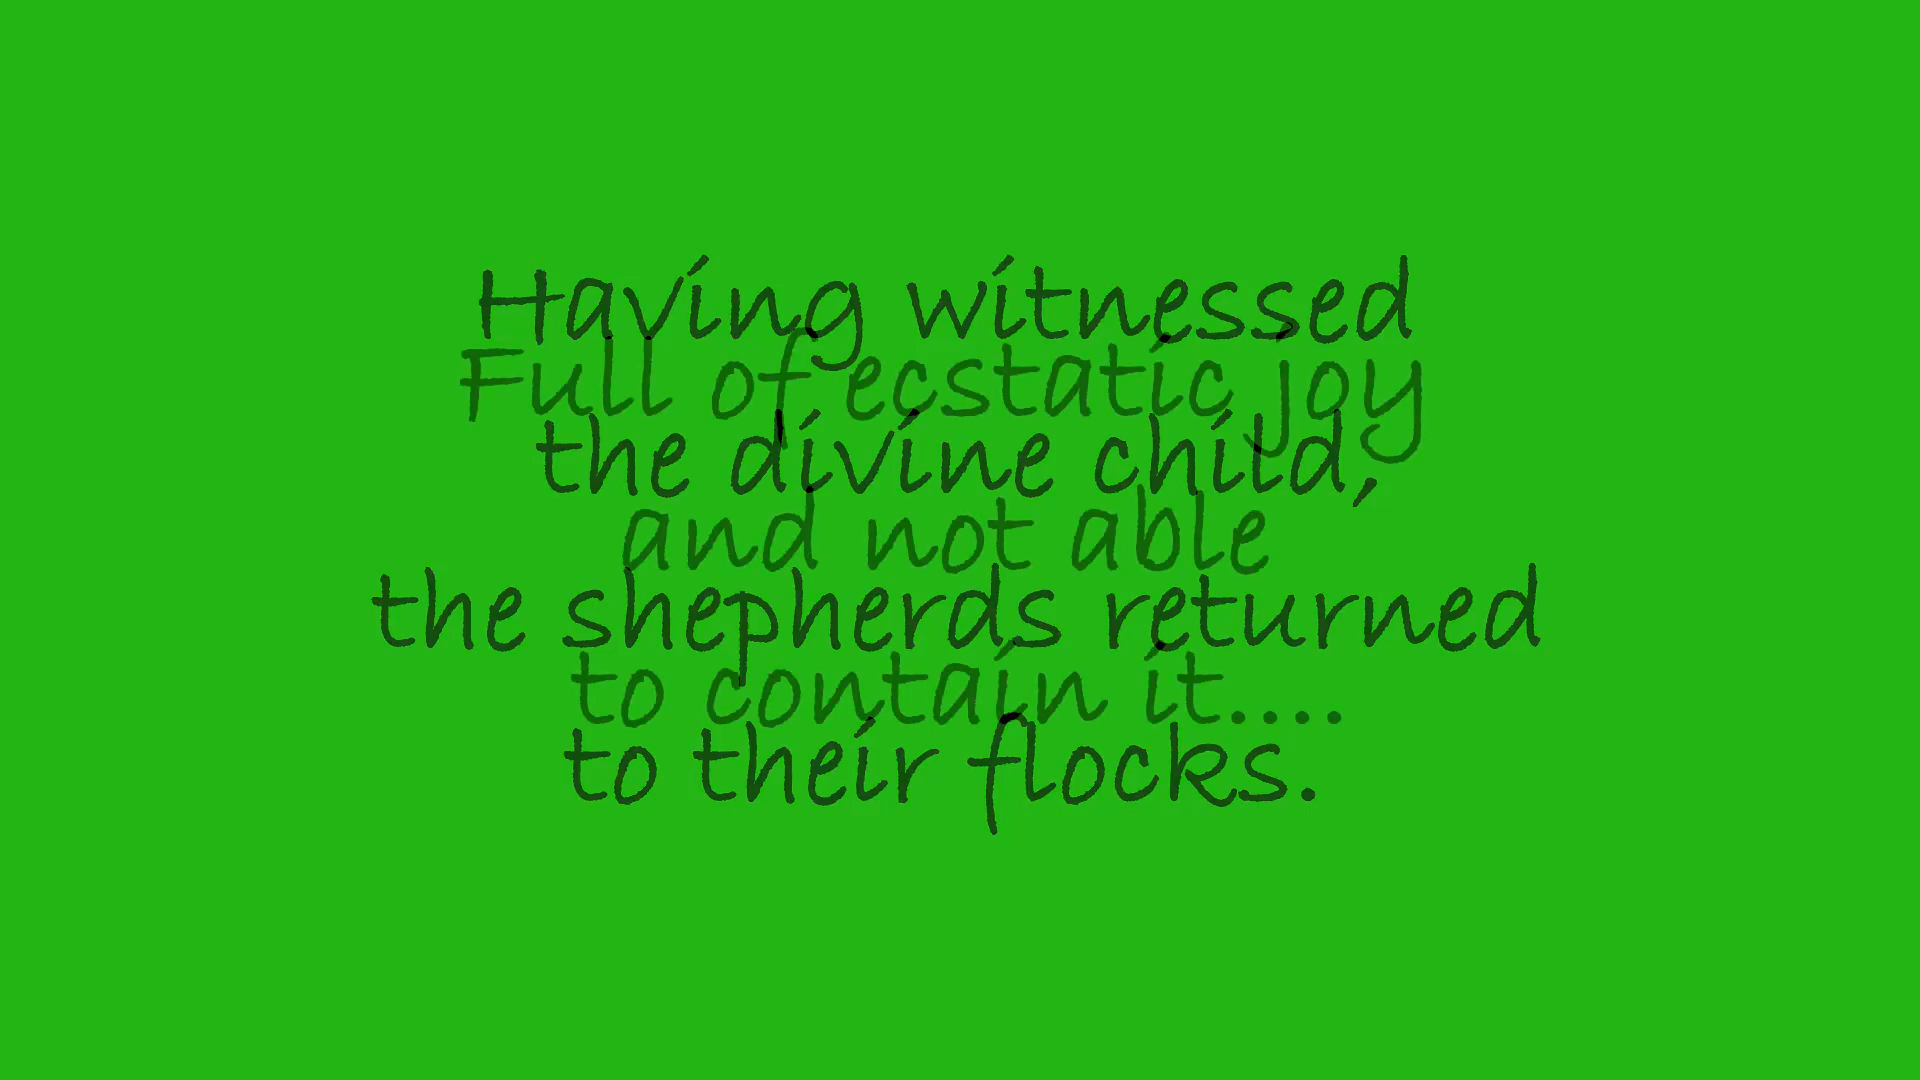 Having witnessed
Full of ecstatic joy
the divine child,
and not able
the shepherds returned
to contain it....
to their flocks.